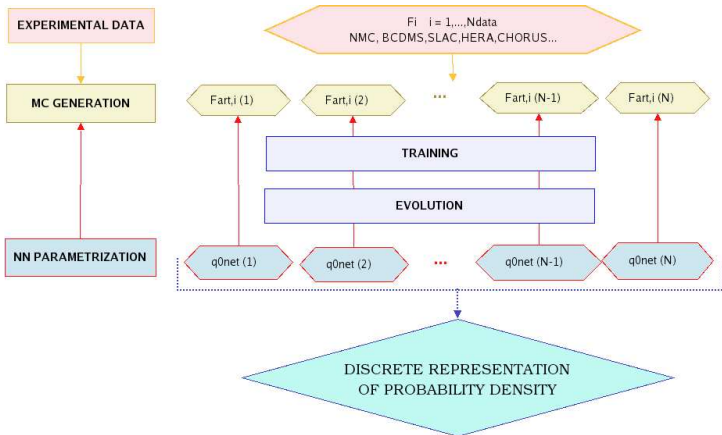 EXPERIMENTAL DATA
Fi i = 1,...,Ndata
NMC, BCDMS,SLAC,HERA,CHORUS...
MC GENERATION
Fart,i (1)
Fart,i (2)
...
Fart,i (N-1)
Fart,i (N)
TRAINING
EVOLUTION
NN PARAMETRIZATION
q0net (1)
q0net (2)
...
q0net (N-1)
q0net (N)
DISCRETE REPRESENTATION
OF PROBABILITY DENSITY